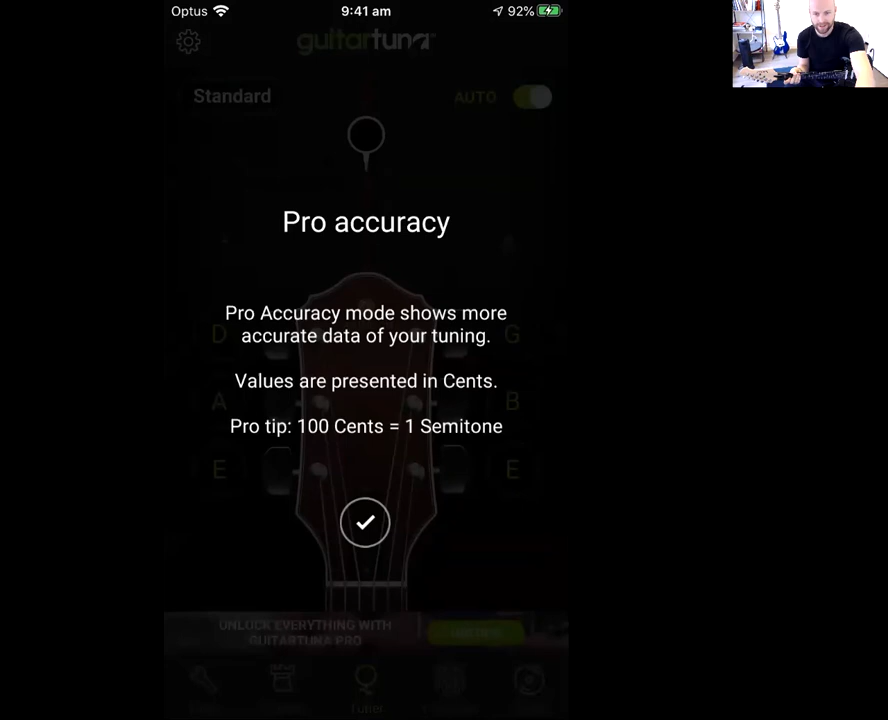 Optus 9:41 am 92%
guitartuna
Standard AUTO
Pro accuracy
Pro Accuracy mode shows more
accurate data of your tuning.
D G
Values are presented in Cents.
A B
Pro tip: 100 Cents = 1 Semitone
E E
UNLOCK EVERYTHING WITH
GUITARTUNA PRO
Tuner